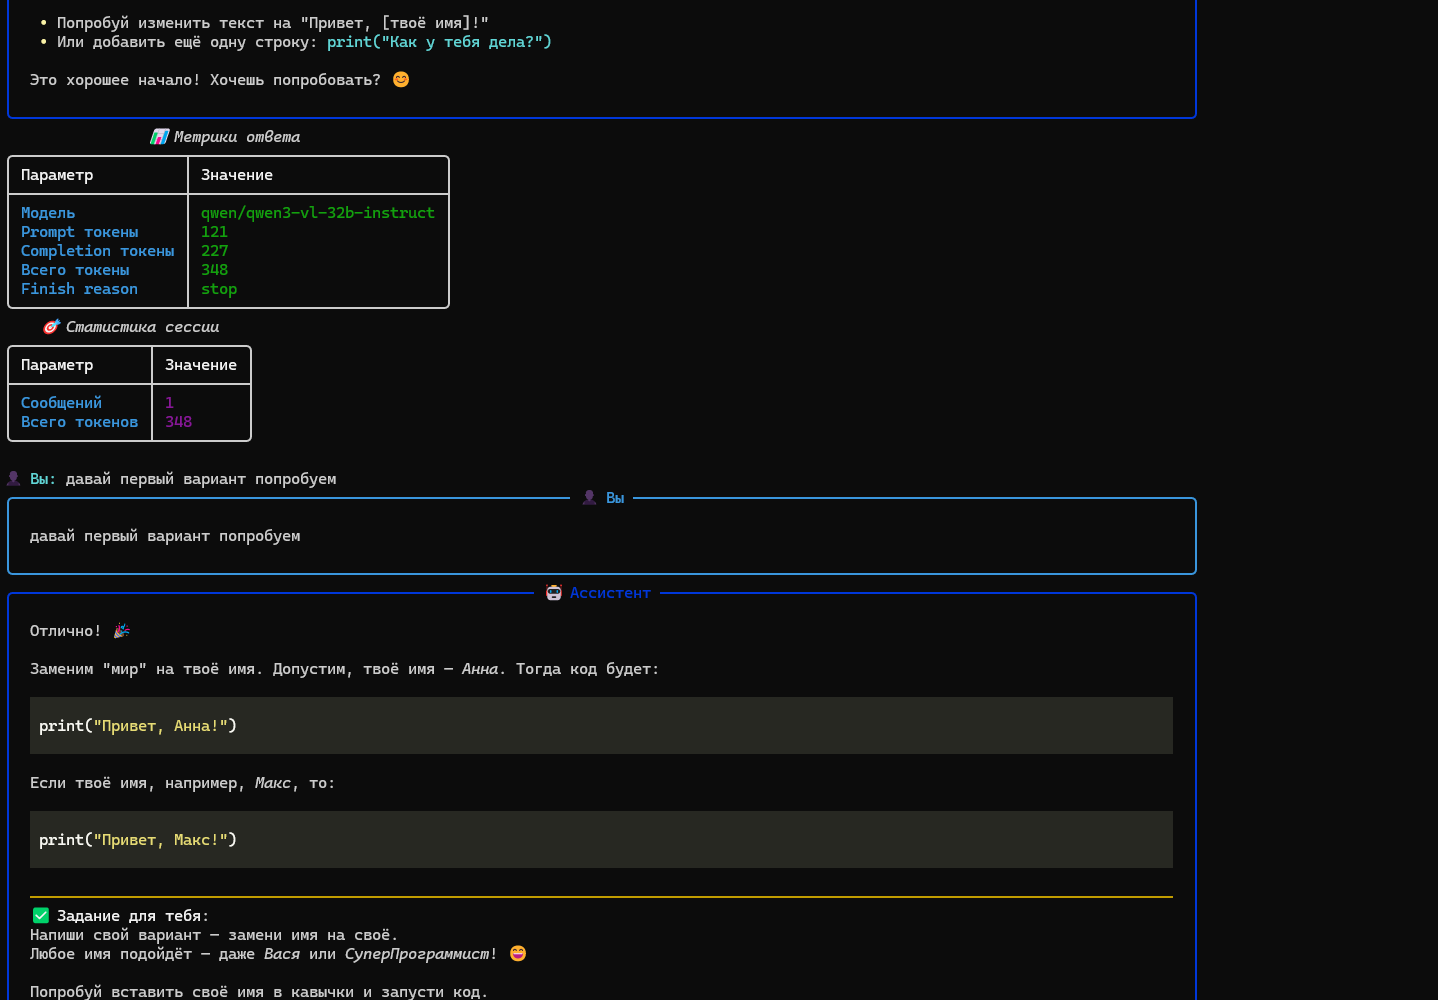 • Попробуй изменить текст на "Привет, [твоё имя]!"
• Или добавить ещё одну строку: print("Как у тебя дела?")
Это хорошее начало! Хочешь попробовать? 😊
📊 Метрики ответа
Параметр Значение
Модель qwen/qwen3-vl-32b-instruct
Prompt токены 121
Completion токены 227
Всего токены 348
Finish reason stop
🎯 Статистика сессии
Параметр Значение
Сообщений 1
Всего токенов 348
👤 Вы: давай первый вариант попробуем
👤 Вы
давай первый вариант попробуем
🤖 Ассистент
Отлично! 🎉
Заменим "мир" на твоё имя. Допустим, твоё имя — Анна. Тогда код будет:
print("Привет, Анна!")
Если твоё имя, например, Макс, то:
print("Привет, Макс!")
✅ Задание для тебя:
Напиши свой вариант — замени имя на своё.
Любое имя подойдёт — даже Вася или СуперПрограммист! 😄
Попробуй вставить своё имя в кавычки и запусти код.